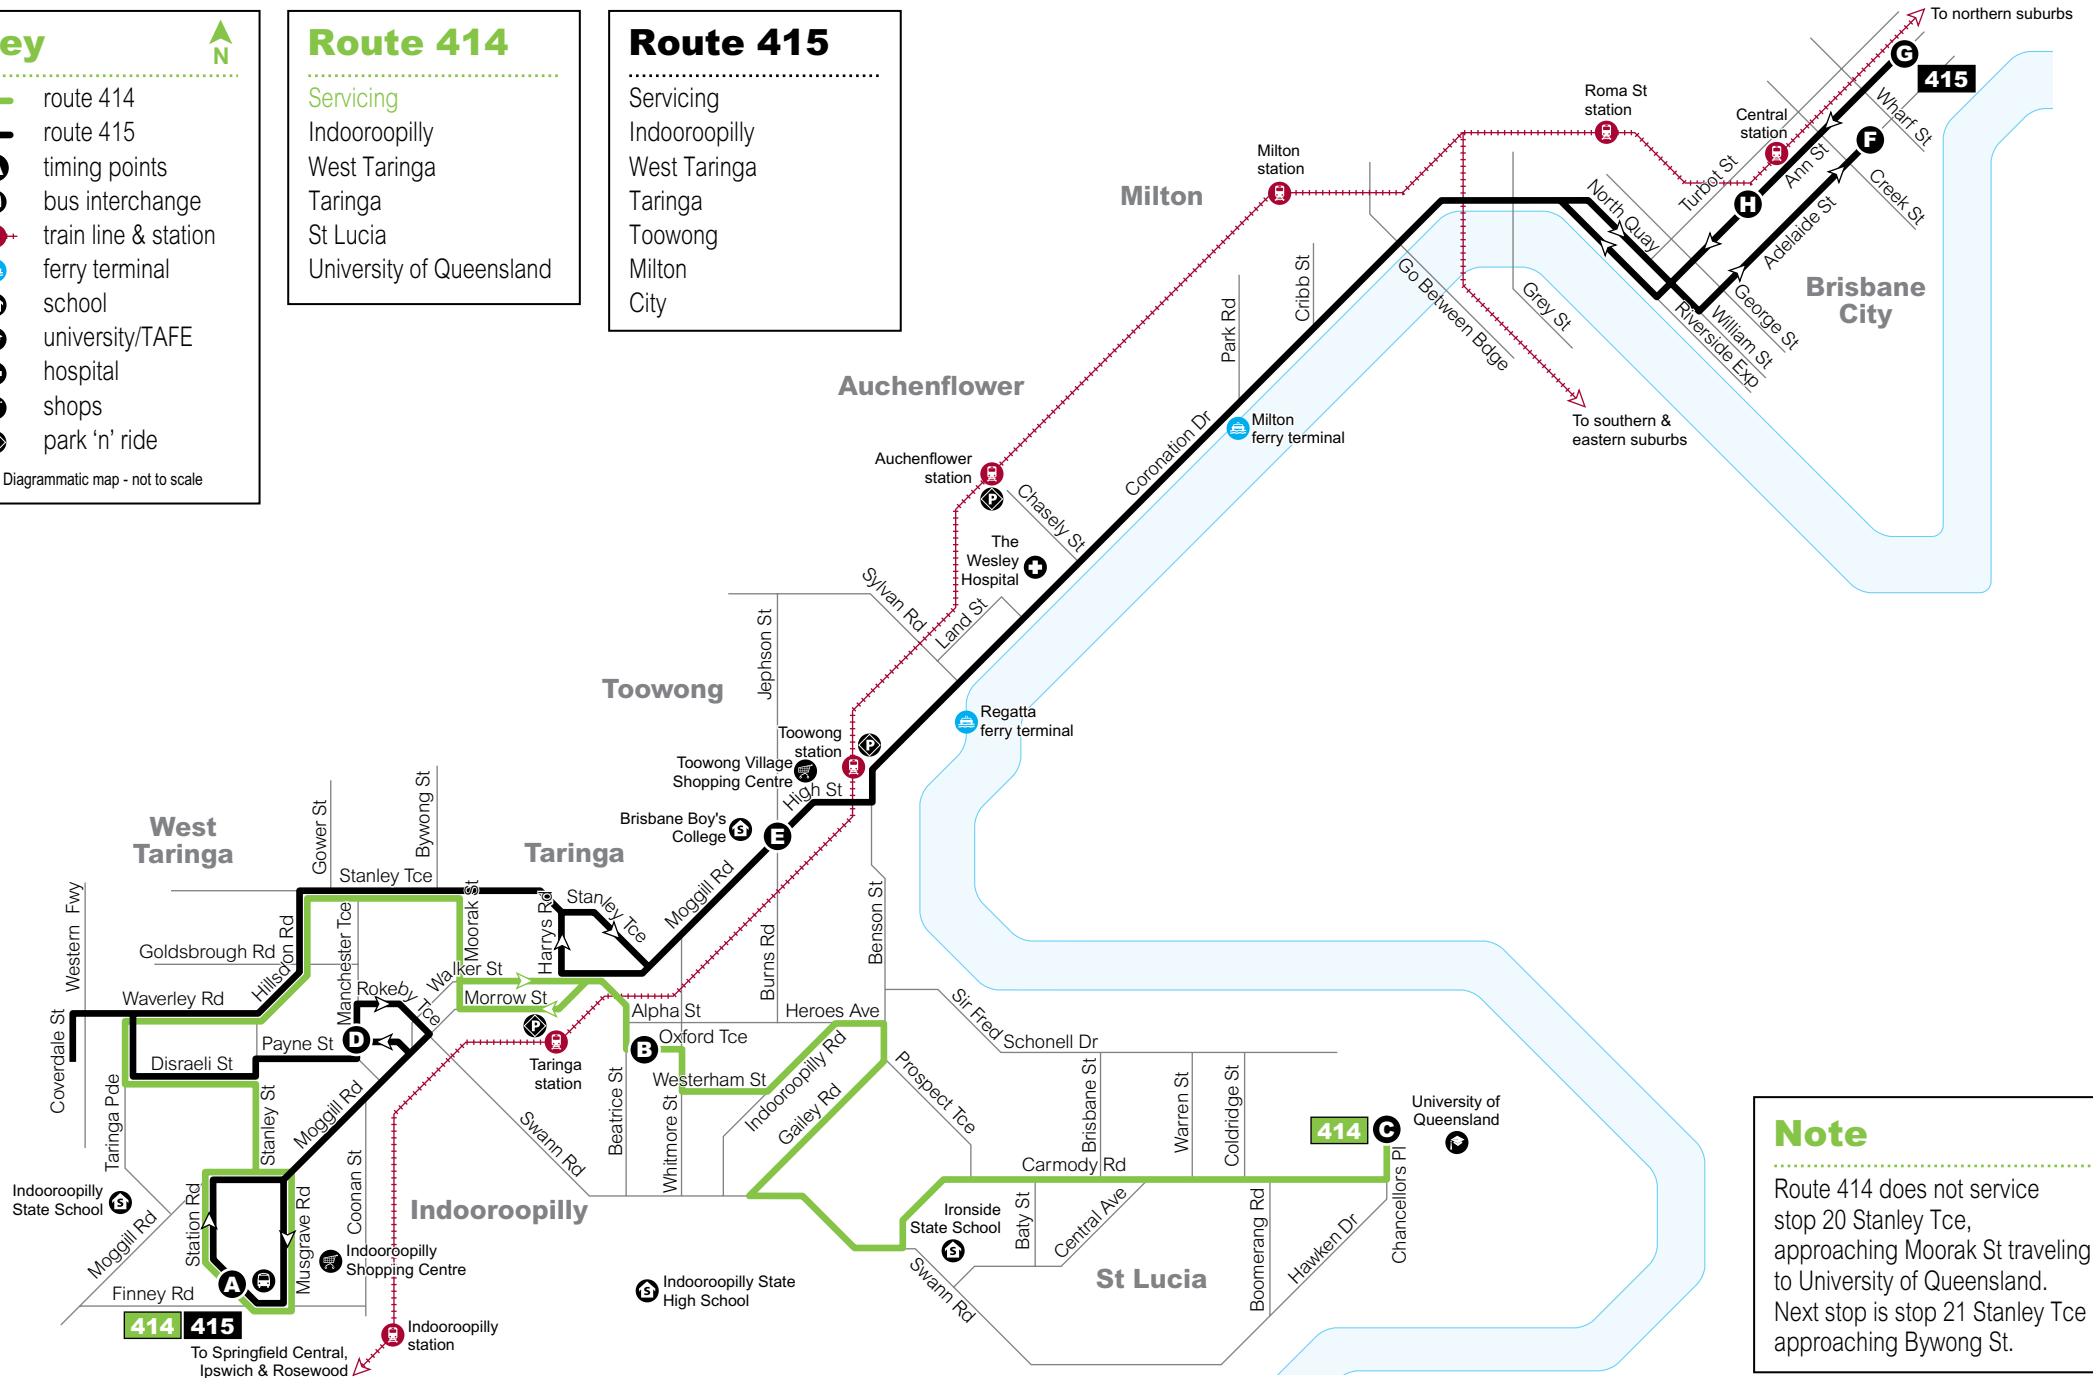 ey
N
route 414
route 415
timing points
bus interchange
train line & station
ferry terminal
school
university/TAFE
hospital
shops
park ‘n’ ride
Diagrammatic map - not to scale
Route 414
Servicing
Indooroopilly
West Taringa
Taringa
St Lucia
University of Queensland
Route 415
Servicing
Indooroopilly
West Taringa
Taringa
Toowong
Milton
City
To northern suburbs
G
415
Wharf St
Roma St
station
Central
station
F
Ann St
Turbot St
Creek St
Milton
station
Milton
North Quay
H
Adelaide St
Brisbane
City
George St
William St
Riverside Exp
Cribb St
Park Rd
Go Between Bdge
Grey St
Auchenflower
To southern &
eastern suburbs
Milton
ferry terminal
Coronation Dr
Auchenflower
station
P
Chasely St
The
Wesley
Hospital
Sylvan Rd
Land St
Jephson St
Toowong
Regatta
ferry terminal
Toowong
station
P
Toowong Village
Shopping Centre
High St
Brisbane Boy's
College
S
E
West
Taringa
Gower St
Bywong St
Taringa
Stanley Tce
Moorak St
Harrys Rd
Stanley Tce
Moggill Rd
Western Fwy
Goldsbrough Rd
Hillsdon Rd
Manchester Tce
Burns Rd
Benson St
Walker St
Morrow St
Waverley Rd
Rokeby Tce
Coverdale St
Payne St
D
P
Alpha St
Heroes Ave
B
Oxford Tce
Sir Fred
Schonell Dr
Disraeli St
Taringa
station
Westerham St
Indooroopilly Rd
Prospect Tce
Taringa Pde
Stanley St
Moggill Rd
Beatrice St
Whitmore St
Gailey Rd
Brisbane St
Warren St
Coldridge St
414
C
University of
Queensland
Swann Rd
Carmody Rd
Chancellors Pl
Indooroopilly
State School
S
Station Rd
Musgrave Rd
Coonan St
Indooroopilly
Ironside
State School
S
Baty St
Central Ave
Boomerang Rd
Hawken Dr
Moggill Rd
A
Indooroopilly
Shopping Centre
Finney Rd
S
Indooroopilly State
High School
Swann Rd
St Lucia
414
415
Indooroopilly
station
To Springfield Central,
Ipswich & Rosewood
Note
Route 414 does not service
stop 20 Stanley Tce,
approaching Moorak St traveling
to University of Queensland.
Next stop is stop 21 Stanley Tce
approaching Bywong St.